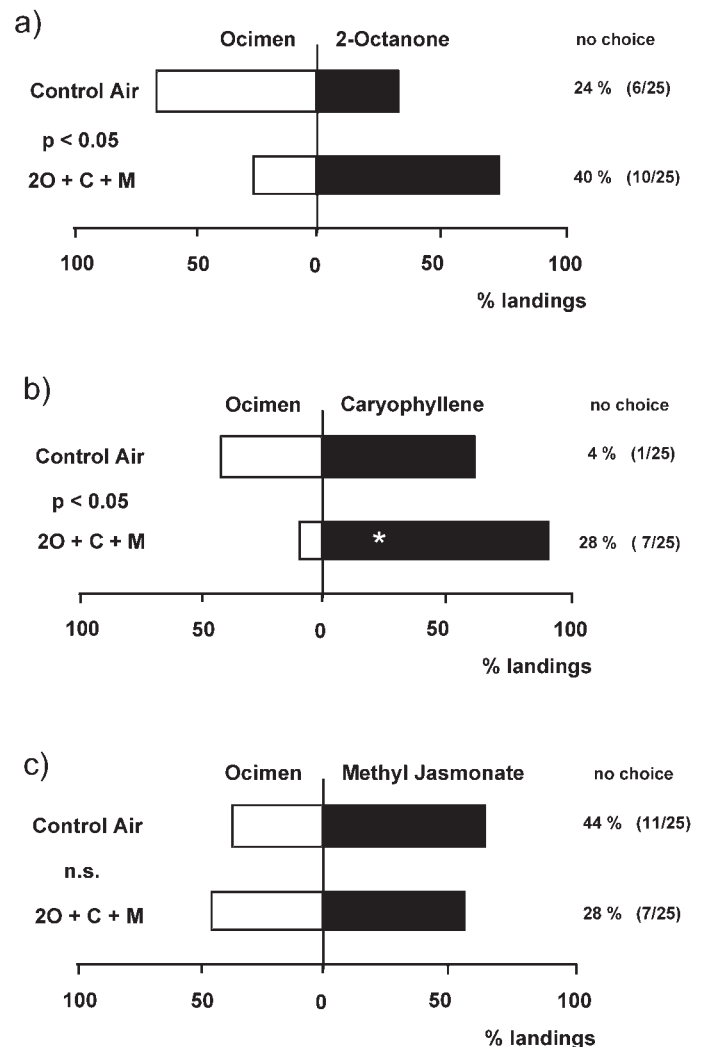 a)
Ocimen 2-Octanone no choice
Control Air 24 % (6/25)
p < 0.05
2O + C + M 40 % (10/25)
100 50 0 50 100
% landings
b)
Ocimen Caryophyllene no choice
Control Air 4 % (1/25)
p < 0.05
2O + C + M * 28 % ( 7/25)
100 50 0 50 100
% landings
c)
Ocimen Methyl Jasmonate no choice
Control Air 44 % (11/25)
n.s.
2O + C + M 28 % (7/25)
100 50 0 50 100
% landings